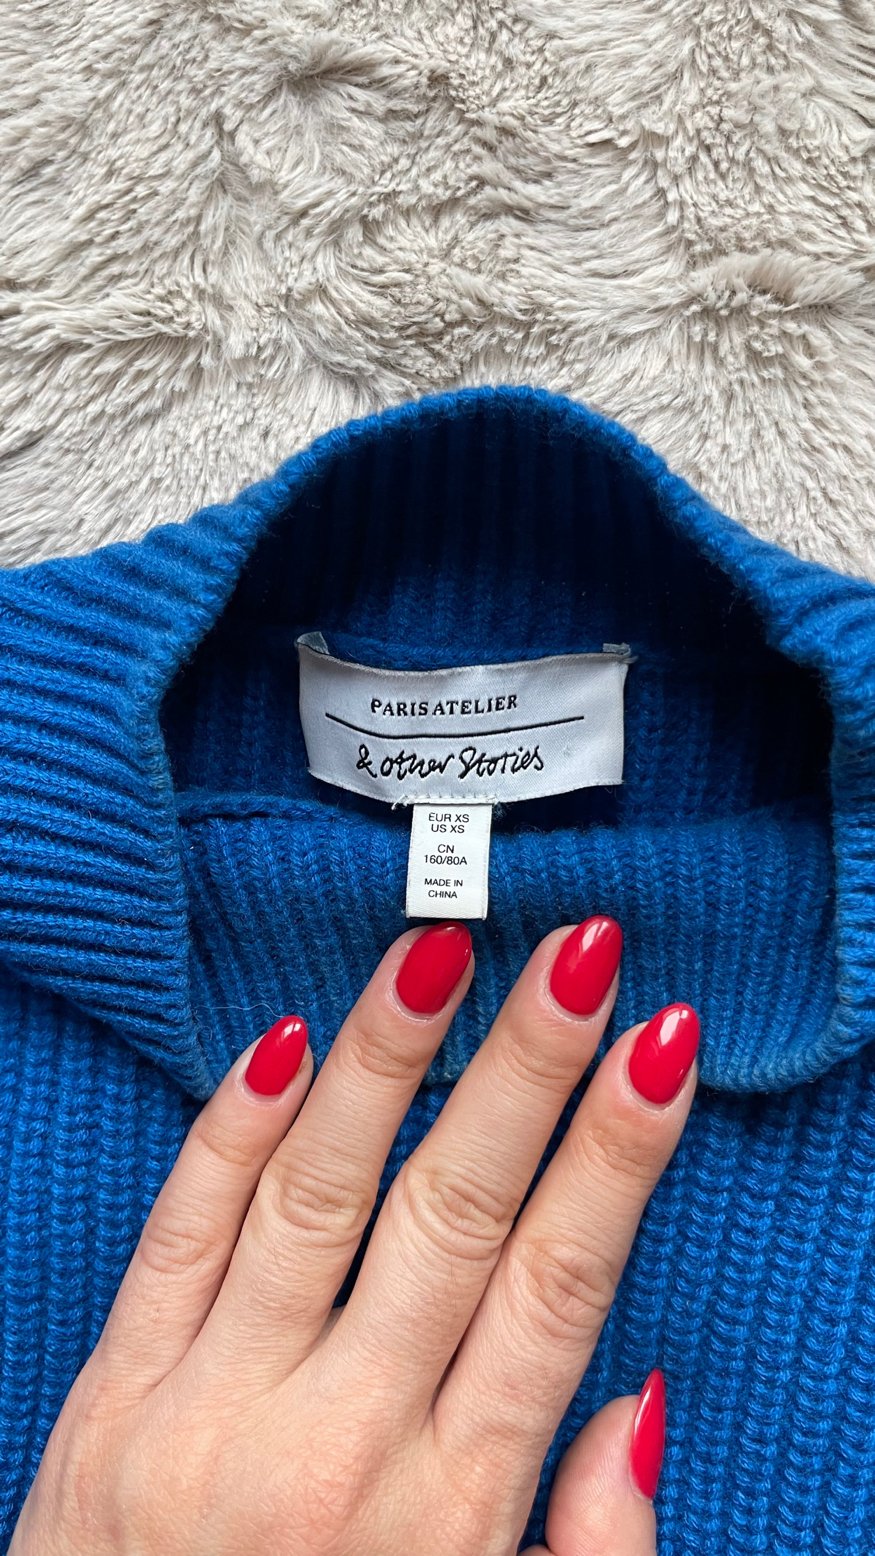 PARIS ATELIER
& other Stories
EUR XS
US XS
CN
160/80A
MADE IN
CHINA